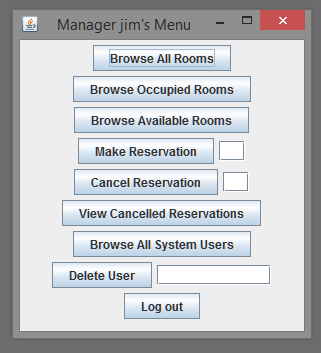 Manager jim's Menu
Browse All Rooms
Browse Occupied Rooms
Browse Available Rooms
Make Reservation
Cancel Reservation
View Cancelled Reservations
Browse All System Users
Delete User
Log out